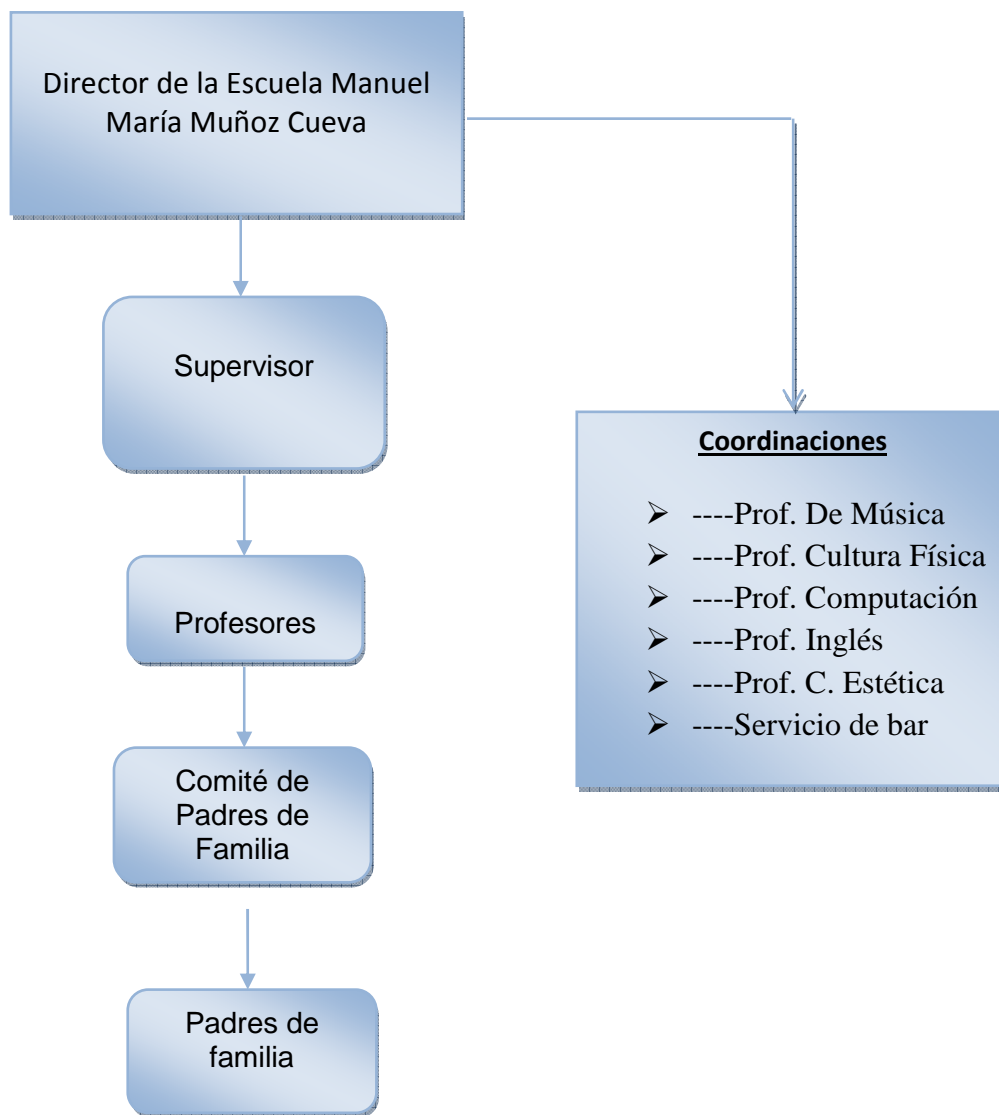 Director de la Escuela Manuel
María Muñoz Cueva
Supervisor
Profesores
Comité de
Padres de
Familia
Padres de
familia
Coordinaciones
➢ ----Prof. De Música
➢ ----Prof. Cultura Física
➢ ----Prof. Computación
➢ ----Prof. Inglés
➢ ----Prof. C. Estética
➢ ----Servicio de bar